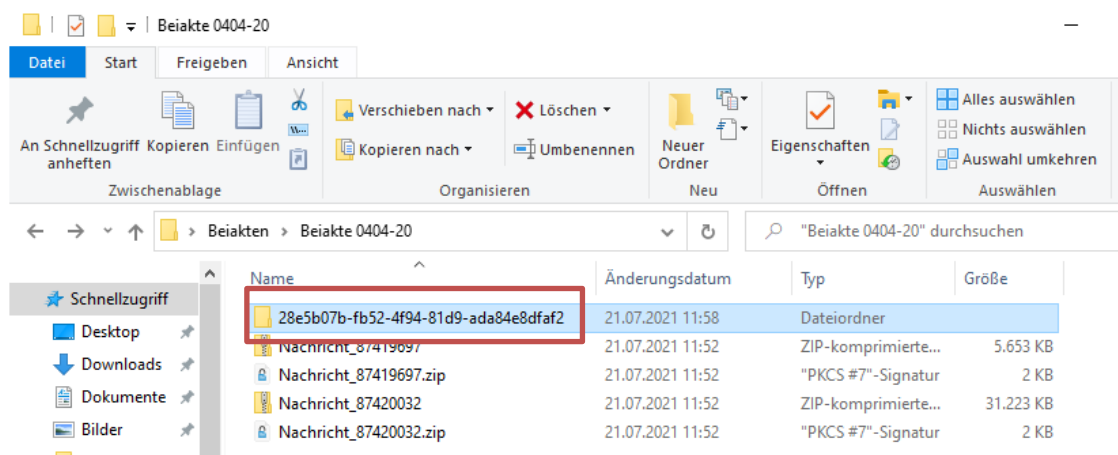 Beiakte 0404-20
Datei Start Freigeben Ansicht
An Schnellzugriff anheften Kopieren Einfügen
Zwischenablage
Verschieben nach Löschen
Kopieren nach Umbenennen
Organisieren
Neuer Ordner
Neu
Eigenschaften
Öffnen
Alles auswählen
Nichts auswählen
Auswahl umkehren
Auswählen
Beiakten > Beiakte 0404-20
"Beiakte 0404-20" durchsuchen
Schnellzugriff
Desktop
Downloads
Dokumente
Bilder
Name Änderungsdatum Typ Größe
28e5b07b-fb52-4f94-81d9-ada84e8dfaf2 21.07.2021 11:58 Dateiordner
Nachricht_87419697 21.07.2021 11:52 ZIP-komprimierte... 5.653 KB
Nachricht_87419697.zip 21.07.2021 11:52 "PKCS #7"-Signatur 2 KB
Nachricht_87420032 21.07.2021 11:52 ZIP-komprimierte... 31.223 KB
Nachricht_87420032.zip 21.07.2021 11:52 "PKCS #7"-Signatur 2 KB